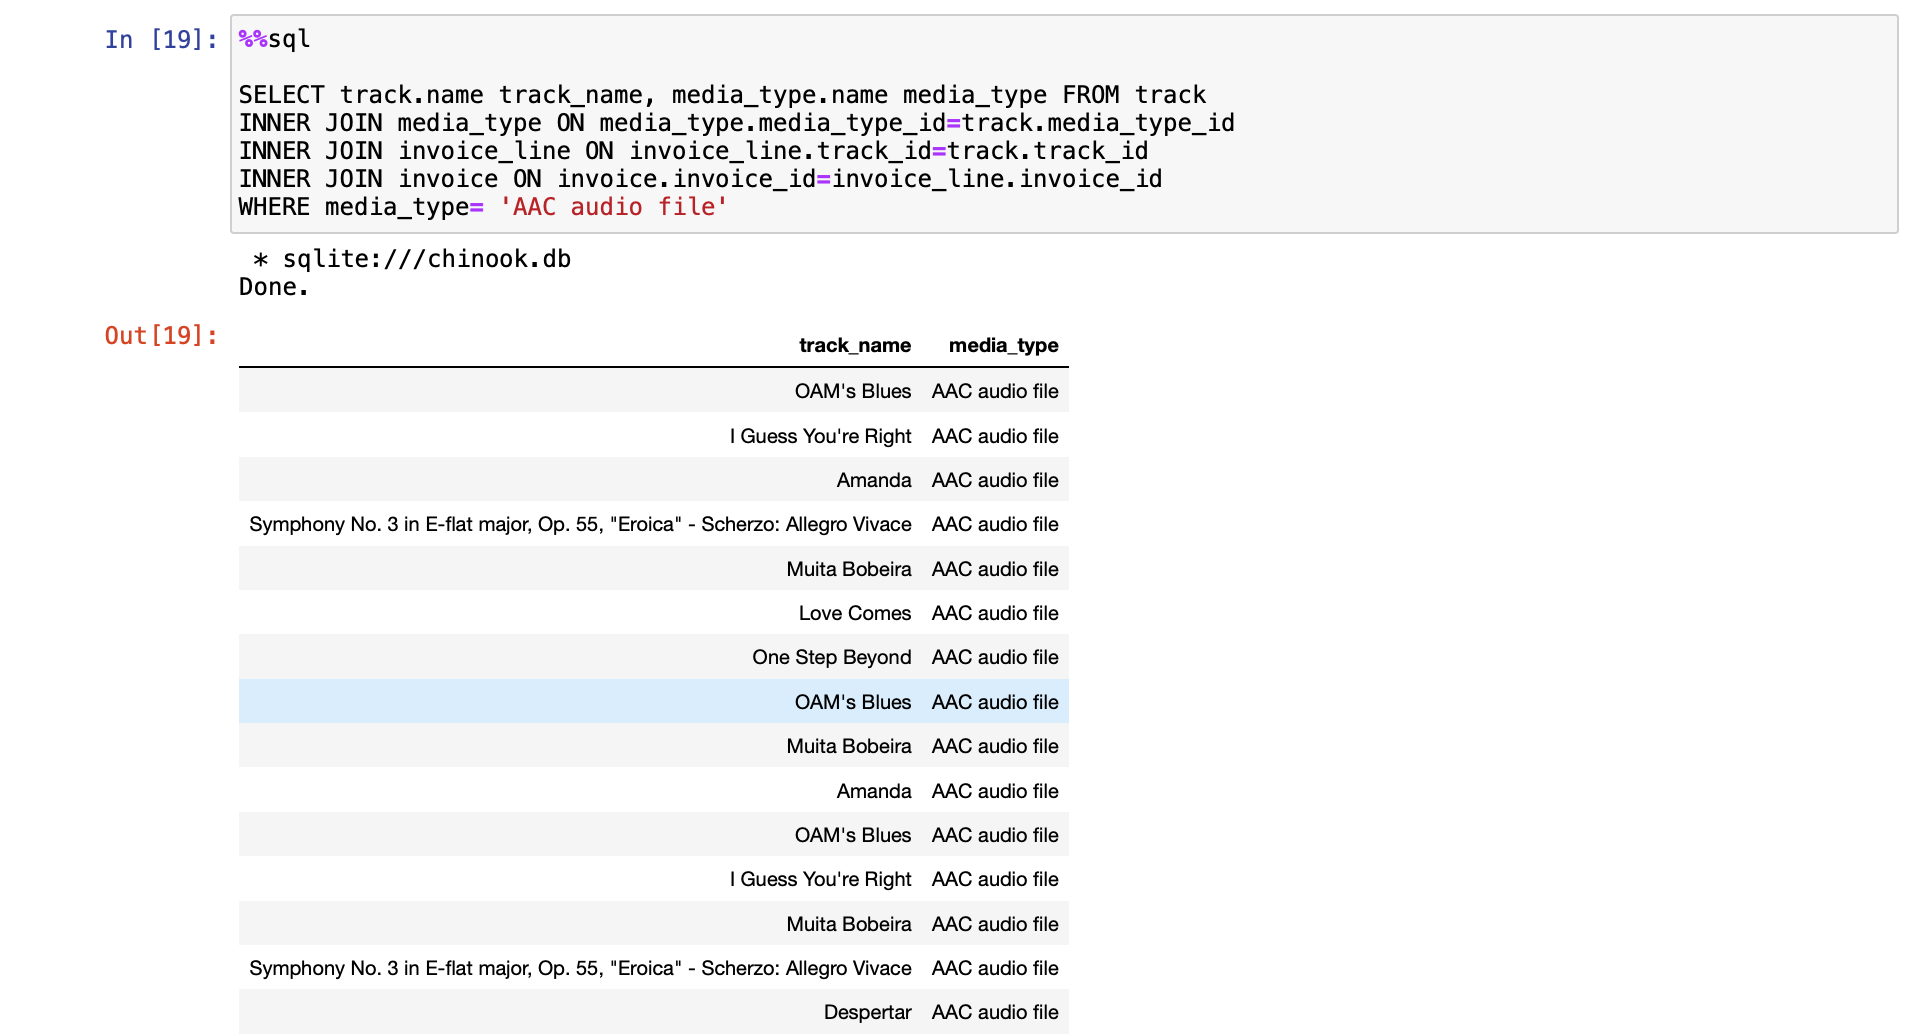 In [19]: %%sql
SELECT track.name track_name, media_type.name media_type FROM track
INNER JOIN media_type ON media_type.media_type_id=track.media_type_id
INNER JOIN invoice_line ON invoice_line.track_id=track.track_id
INNER JOIN invoice ON invoice.invoice_id=invoice_line.invoice_id
WHERE media_type= 'AAC audio file'
* sqlite:///chinook.db
Done.
Out[19]:
track_name media_type
OAM's Blues AAC audio file
I Guess You're Right AAC audio file
Amanda AAC audio file
Symphony No. 3 in E-flat major, Op. 55, "Eroica" - Scherzo: Allegro Vivace AAC audio file
Muita Bobeira AAC audio file
Love Comes AAC audio file
One Step Beyond AAC audio file
OAM's Blues AAC audio file
Muita Bobeira AAC audio file
Amanda AAC audio file
OAM's Blues AAC audio file
I Guess You're Right AAC audio file
Muita Bobeira AAC audio file
Symphony No. 3 in E-flat major, Op. 55, "Eroica" - Scherzo: Allegro Vivace AAC audio file
Despertar AAC audio file